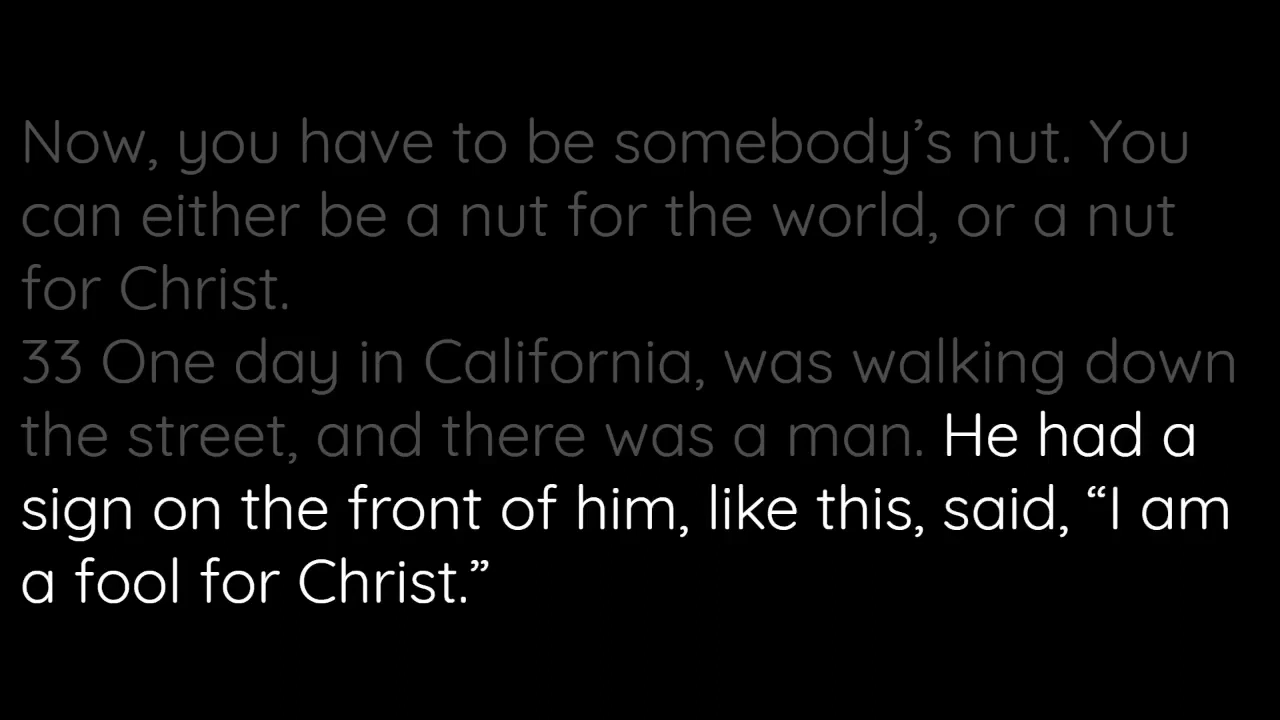 Now, you have to be somebody’s nut. You
can either be a nut for the world, or a nut
for Christ.
33 One day in California, was walking down
the street, and there was a man. He had a
sign on the front of him, like this, said, “I am
a fool for Christ.”